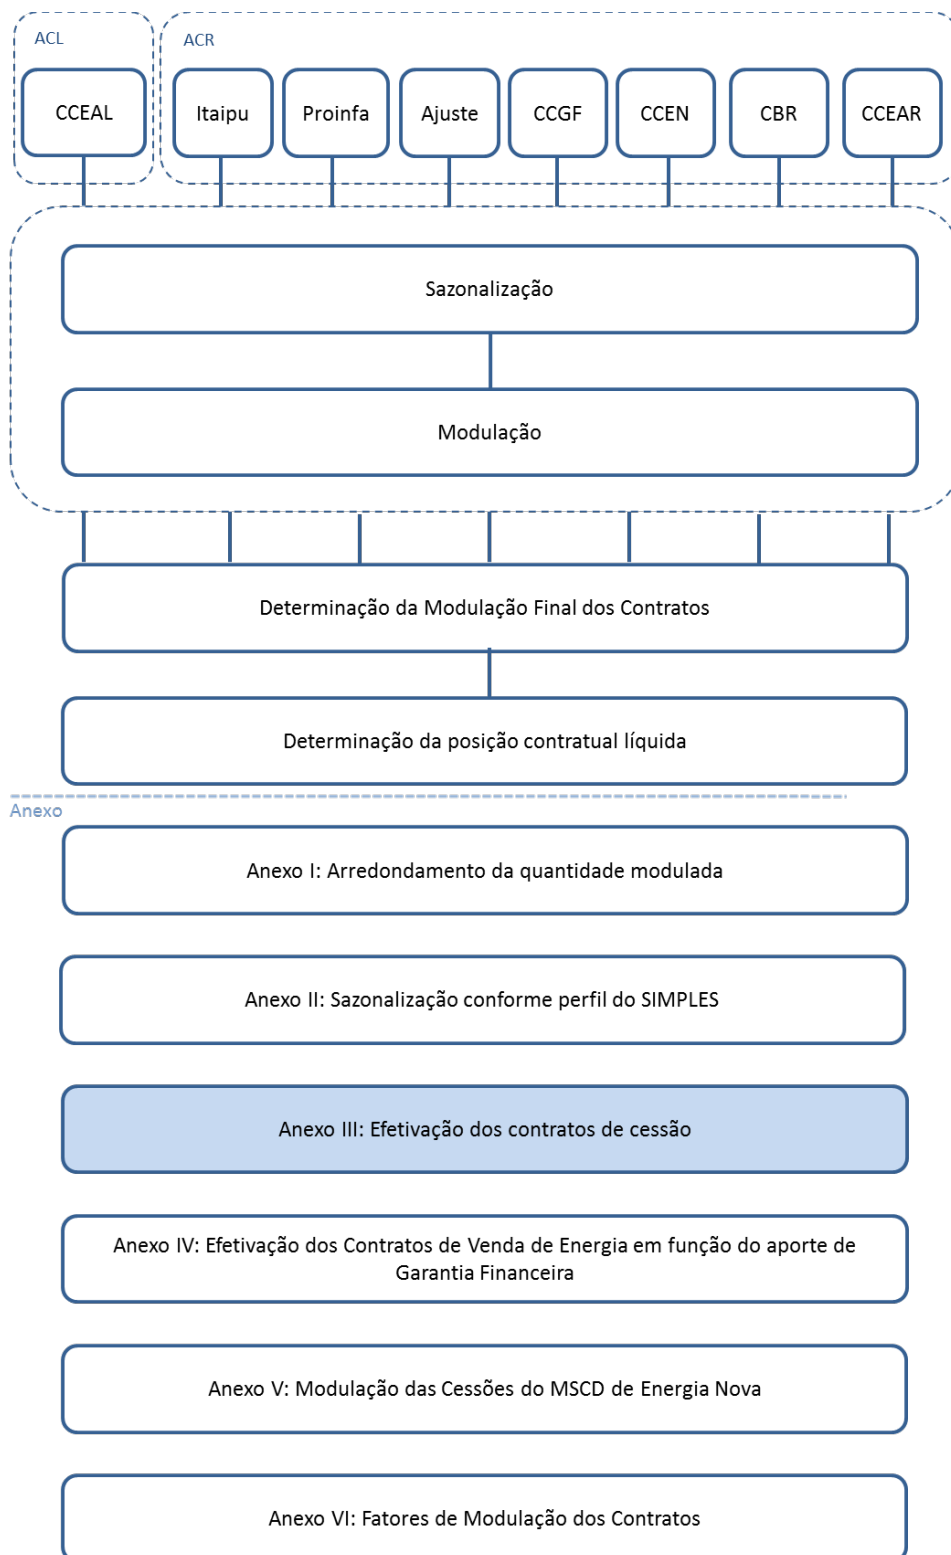 ACL
ACR
CCEAL
Itaipu
Proinfa
Ajuste
CCGF
CCEN
CBR
CCEAR
Sazonalização
Modulação
Determinação da Modulação Final dos Contratos
Determinação da posição contratual líquida
Anexo
Anexo I: Arredondamento da quantidade modulada
Anexo II: Sazonalização conforme perfil do SIMPLES
Anexo III: Efetivação dos contratos de cessão
Anexo IV: Efetivação dos Contratos de Venda de Energia em função do aporte de
Garantia Financeira
Anexo V: Modulação das Cessões do MSCD de Energia Nova
Anexo VI: Fatores de Modulação dos Contratos